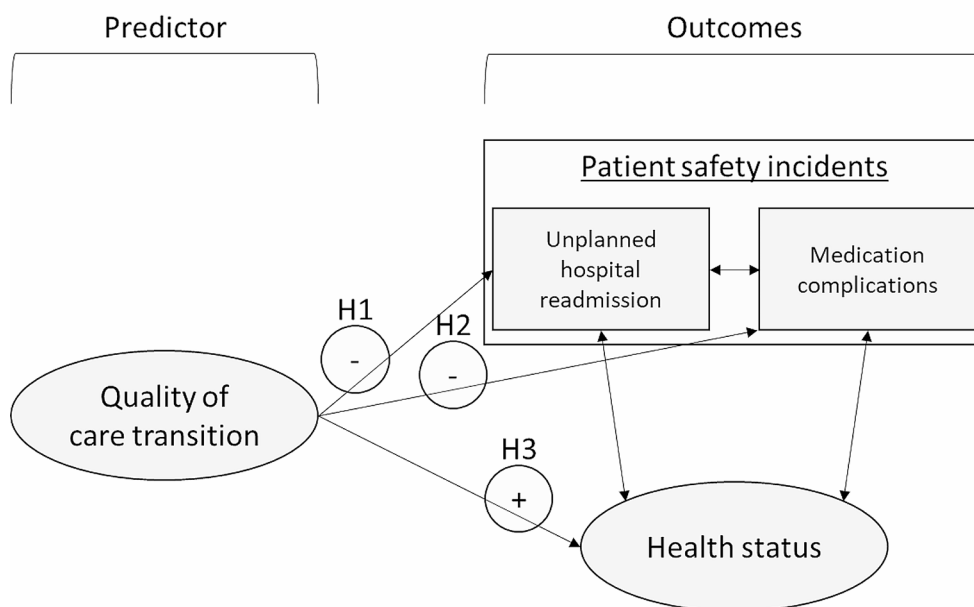 Predictor
Outcomes
Patient safety incidents
Unplanned
hospital
readmission
Medication
complications
H1
-
H2
-
Quality of
care transition
H3
+
Health status